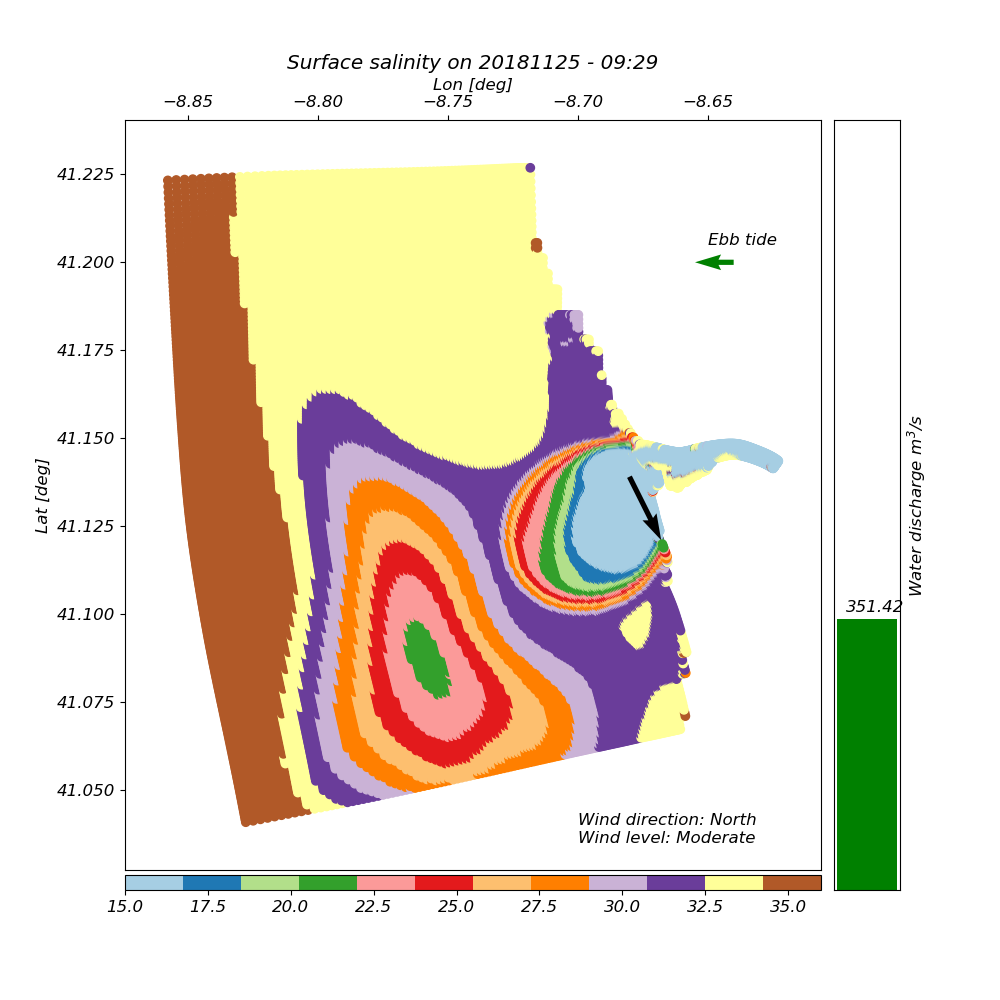 Surface salinity on 20181125 - 09:29
Lon [deg]
−8.85 −8.80 −8.75 −8.70 −8.65
41.225
41.200
41.175
41.150
41.125
41.100
41.075
41.050
Lat [deg]
Ebb tide
Wind direction: North
Wind level: Moderate
351.42
Water discharge m³/s
15.0 17.5 20.0 22.5 25.0 27.5 30.0 32.5 35.0